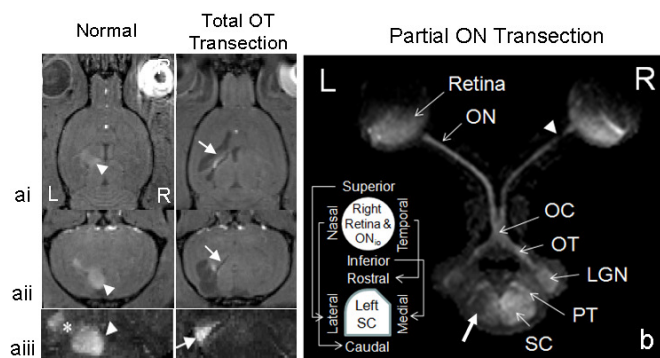 Normal
Total OT
Transection
Partial ON Transection
L
R
ai
aii
aiii
*
L
R
Retina
ON
Superior
Nasal
Right
Retina &
ONio
Temporal
Inferior
Rostral
Lateral
Left
SC
Medial
Caudal
OC
OT
LGN
PT
SC
b